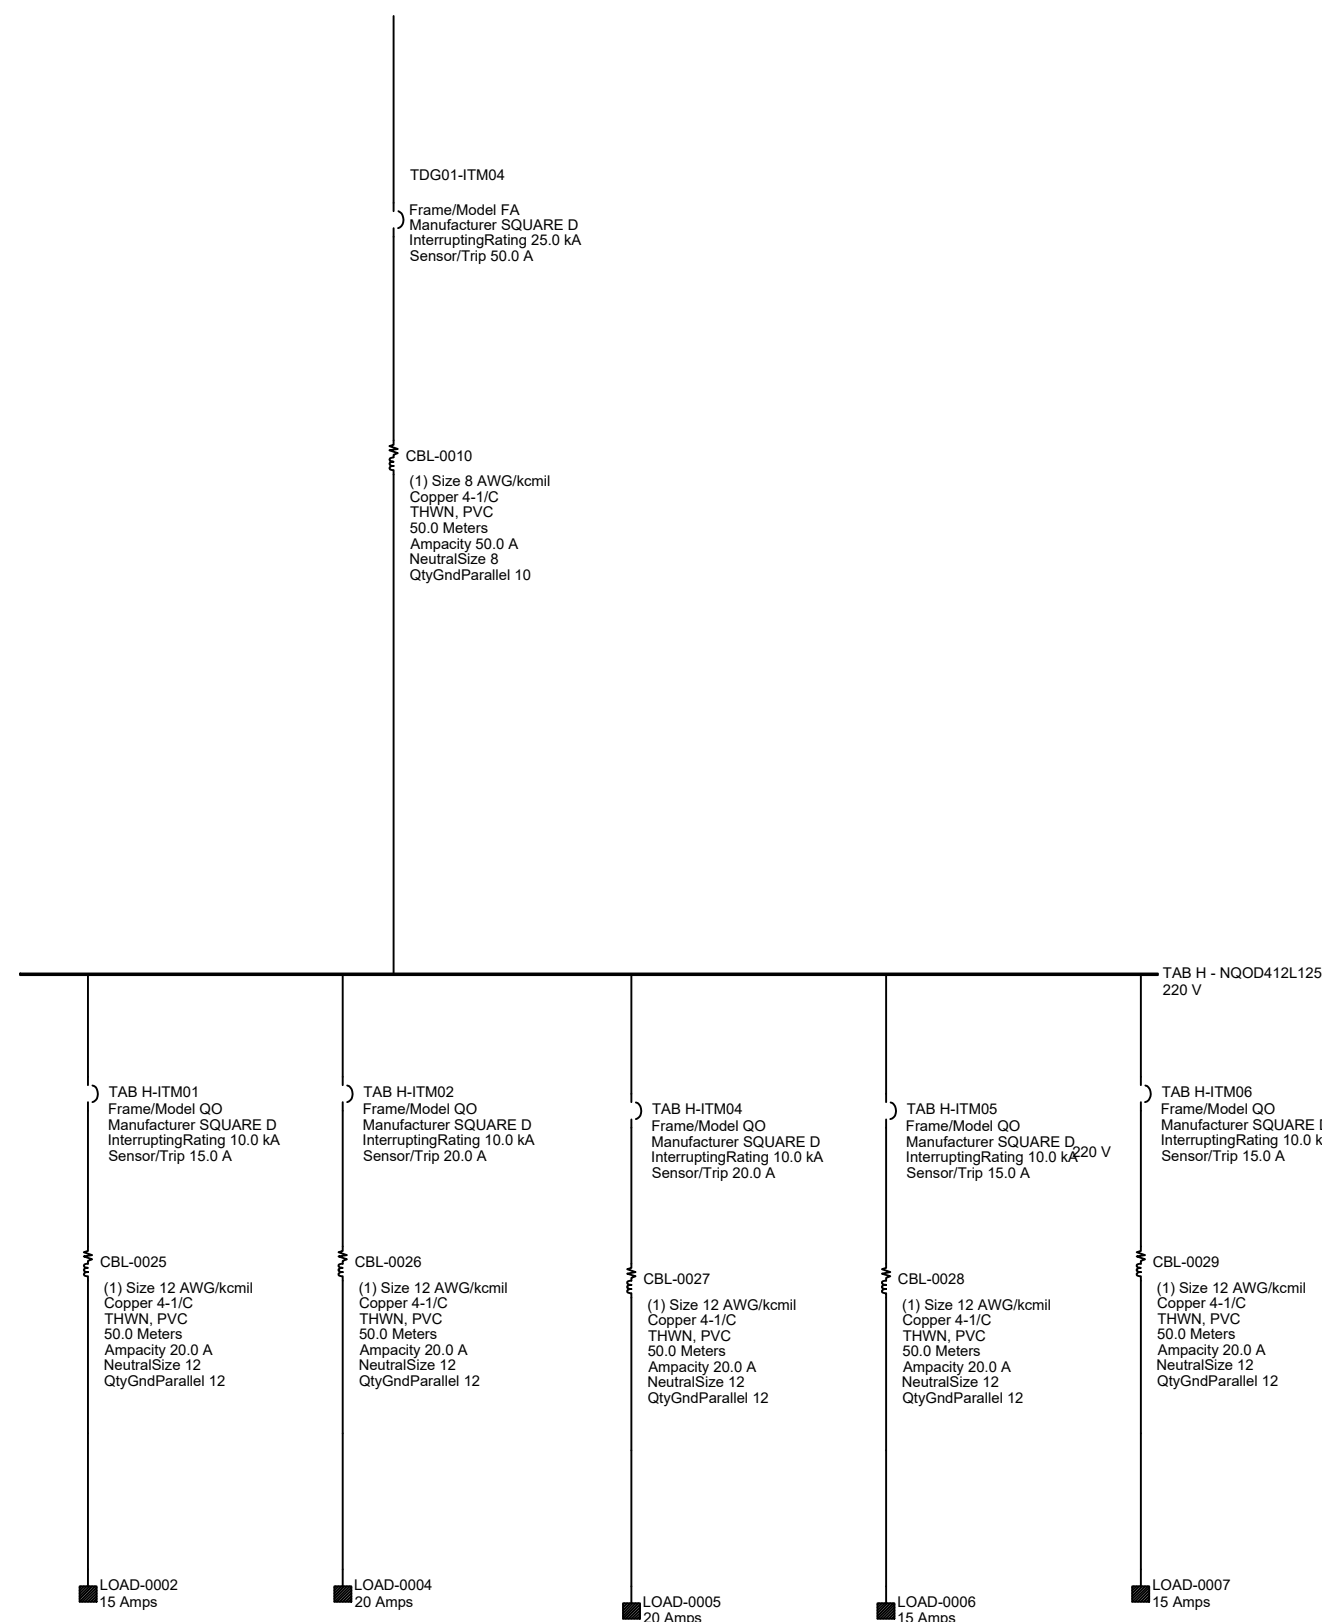 TDG01-ITM04
Frame/Model FA
Manufacturer SQUARE D
InterruptingRating 25.0 kA
Sensor/Trip 50.0 A
CBL-0010
(1) Size 8 AWG/kcmil
Copper 4-1/C
THWN, PVC
50.0 Meters
Ampacity 50.0 A
NeutralSize 8
QtyGndParallel 10
TAB H - NQOD412L125
220 V
TAB H-ITM01
Frame/Model QO
Manufacturer SQUARE D
InterruptingRating 10.0 kA
Sensor/Trip 15.0 A
TAB H-ITM02
Frame/Model QO
Manufacturer SQUARE D
InterruptingRating 10.0 kA
Sensor/Trip 20.0 A
TAB H-ITM04
Frame/Model QO
Manufacturer SQUARE D
InterruptingRating 10.0 kA
Sensor/Trip 20.0 A
TAB H-ITM05
Frame/Model QO
Manufacturer SQUARE D
InterruptingRating 10.0 kA
Sensor/Trip 15.0 A
220 V
TAB H-ITM06
Frame/Model QO
Manufacturer SQUARE
InterruptingRating 10.0
Sensor/Trip 15.0 A
CBL-0025
(1) Size 12 AWG/kcmil
Copper 4-1/C
THWN, PVC
50.0 Meters
Ampacity 20.0 A
NeutralSize 12
QtyGndParallel 12
CBL-0026
(1) Size 12 AWG/kcmil
Copper 4-1/C
THWN, PVC
50.0 Meters
Ampacity 20.0 A
NeutralSize 12
QtyGndParallel 12
CBL-0027
(1) Size 12 AWG/kcmil
Copper 4-1/C
THWN, PVC
50.0 Meters
Ampacity 20.0 A
NeutralSize 12
QtyGndParallel 12
CBL-0028
(1) Size 12 AWG/kcmil
Copper 4-1/C
THWN, PVC
50.0 Meters
Ampacity 20.0 A
NeutralSize 12
QtyGndParallel 12
CBL-0029
(1) Size 12 AWG/kcmil
Copper 4-1/C
THWN, PVC
50.0 Meters
Ampacity 20.0 A
NeutralSize 12
QtyGndParallel 12
LOAD-0002
15 Amps
LOAD-0004
20 Amps
LOAD-0005
20 Amps
LOAD-0006
15 Amps
LOAD-0007
15 Amps